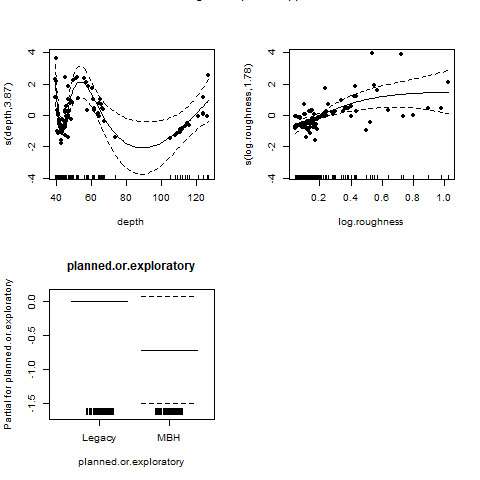 4
2
0
-2
-4
s(depth,3.87)
40
60
80
100
120
depth
4
2
0
-2
-4
s(log.roughness,1.78)
0.2
0.4
0.6
0.8
1.0
log.roughness
planned.or.exploratory
0.0
-0.5
-1.0
-1.5
Partial for planned.or.exploratory
Legacy
MBH
planned.or.exploratory